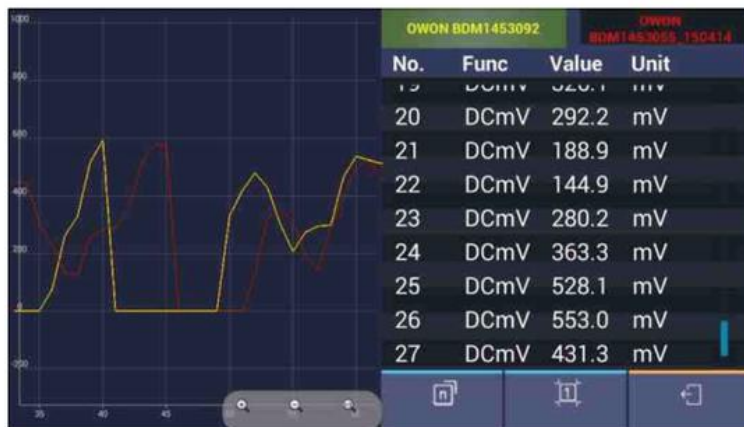 1000
800
600
400
200
0
-200
35
40
45
OWON BDM1453092
OWON
BDM1453055_150414
No. Func Value Unit
20 DCmV 292.2 mV
21 DCmV 188.9 mV
22 DCmV 144.9 mV
23 DCmV 280.2 mV
24 DCmV 363.3 mV
25 DCmV 528.1 mV
26 DCmV 553.0 mV
27 DCmV 431.3 mV
n
1